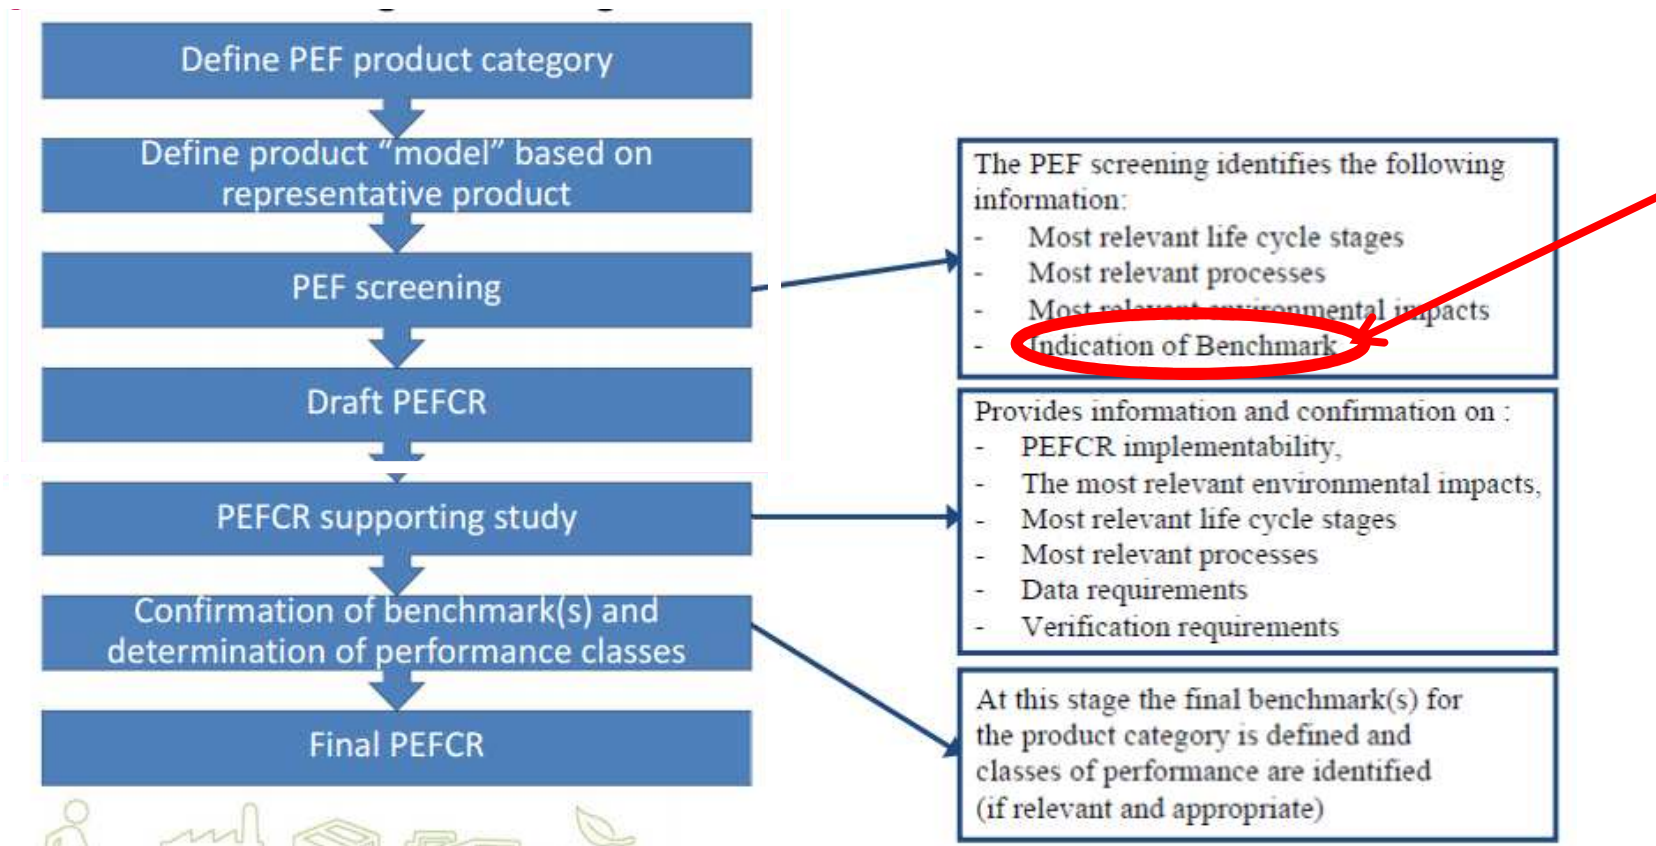 Define PEF product category
Define product “model” based on
representative product
PEF screening
Draft PEFCR
PEFCR supporting study
Confirmation of benchmark(s) and
determination of performance classes
Final PEFCR
The PEF screening identifies the following
information:
- Most relevant life cycle stages
- Most relevant processes
- Most relevant environmental impacts
- Indication of Benchmark
Provides information and confirmation on :
- PEFCR implementability,
- The most relevant environmental impacts,
- Most relevant life cycle stages
- Most relevant processes
- Data requirements
- Verification requirements
At this stage the final benchmark(s) for
the product category is defined and
classes of performance are identified
(if relevant and appropriate)